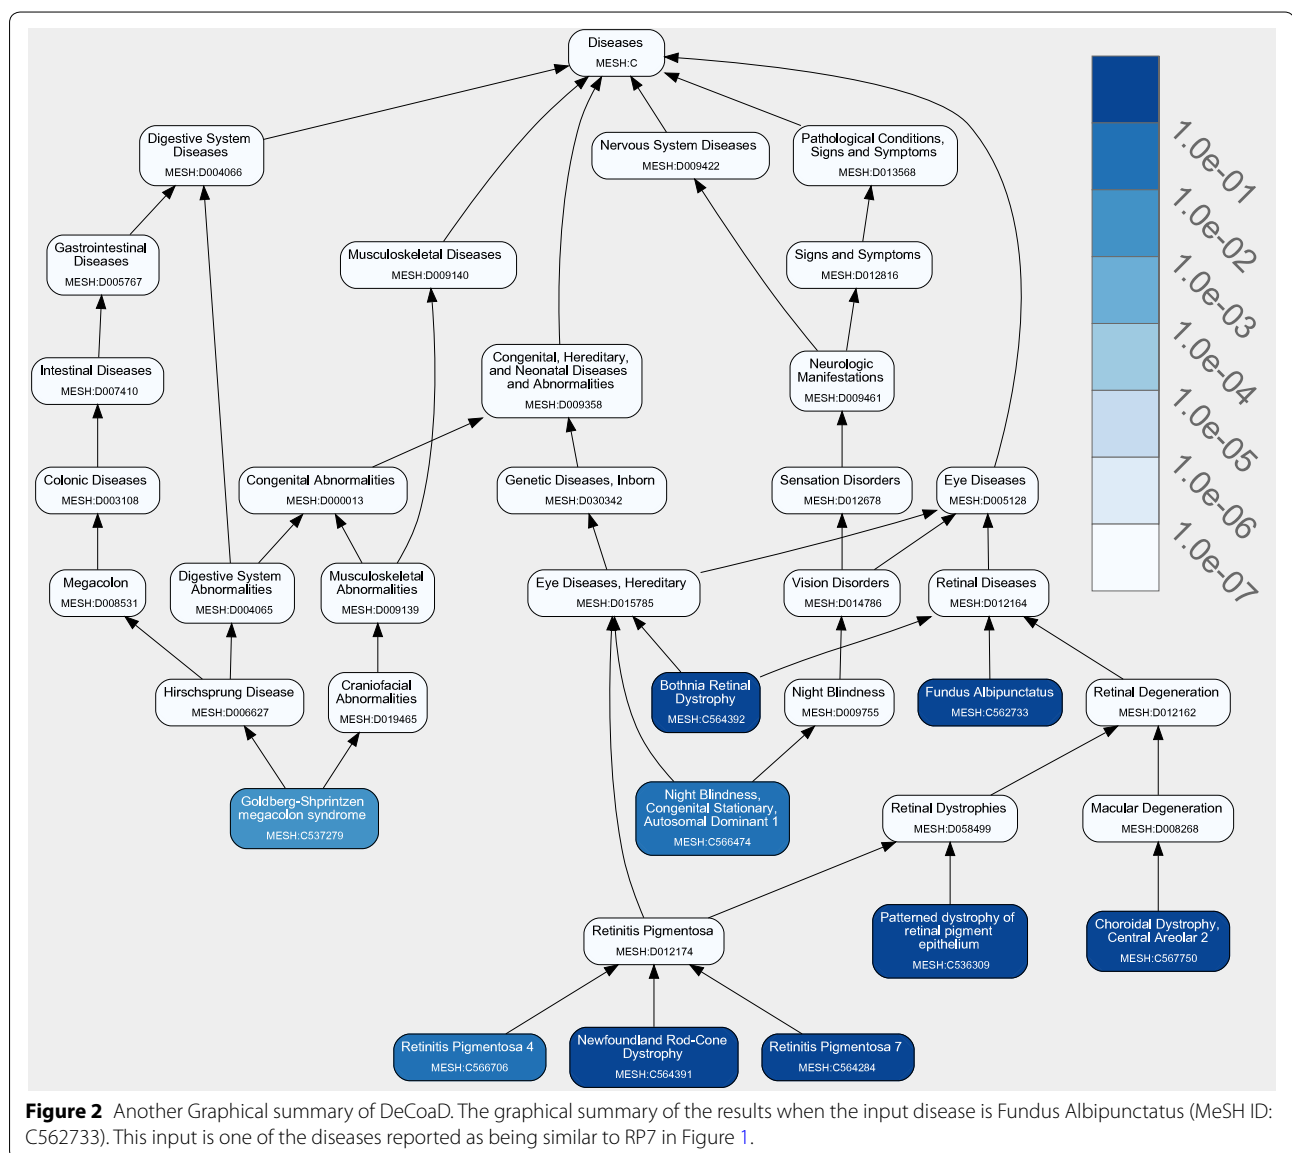 Diseases
MESH:C
Digestive System
Diseases
MESH:D004066
Nervous System Diseases
MESH:D009422
Pathological Conditions,
Signs and Symptoms
MESH:D013568
Gastrointestinal
Diseases
MESH:D005767
Musculoskeletal Diseases
MESH:D009140
Signs and Symptoms
MESH:D012816
Intestinal Diseases
MESH:D007410
Congenital, Hereditary,
and Neonatal Diseases
and Abnormalities
MESH:D009358
Neurologic
Manifestations
MESH:D009461
Colonic Diseases
MESH:D003108
Congenital Abnormalities
MESH:D000013
Genetic Diseases, Inborn
MESH:D030342
Sensation Disorders
MESH:D012678
Eye Diseases
MESH:D005128
Megacolon
MESH:D008531
Digestive System
Abnormalities
MESH:D004065
Musculoskeletal
Abnormalities
MESH:D009139
Eye Diseases, Hereditary
MESH:D015785
Vision Disorders
MESH:D014786
Retinal Diseases
MESH:D012164
Hirschsprung Disease
MESH:D006627
Craniofacial
Abnormalities
MESH:D019465
Bothnia Retinal
Dystrophy
MESH:C564392
Night Blindness
MESH:D009755
Fundus Albipunctatus
MESH:C562733
Retinal Degeneration
MESH:D012162
Goldberg-Shprintzen
megacolon syndrome
MESH:C537279
Night Blindness,
Congenital Stationary,
Autosomal Dominant 1
MESH:C566474
Retinal Dystrophies
MESH:D058499
Macular Degeneration
MESH:D008268
Retinitis Pigmentosa
MESH:D012174
Patterned dystrophy of
retinal pigment
epithelium
MESH:C536309
Choroidal Dystrophy,
Central Areolar 2
MESH:C567750
Retinitis Pigmentosa 4
MESH:C566706
Newfoundland Rod-Cone
Dystrophy
MESH:C564391
Retinitis Pigmentosa 7
MESH:C564284
1.0e-01
1.0e-02
1.0e-03
1.0e-04
1.0e-05
1.0e-06
1.0e-07
Figure 2 Another Graphical summary of DeCoaD. The graphical summary of the results when the input disease is Fundus Albipunctatus (MeSH ID:
C562733). This input is one of the diseases reported as being similar to RP7 in Figure 1.